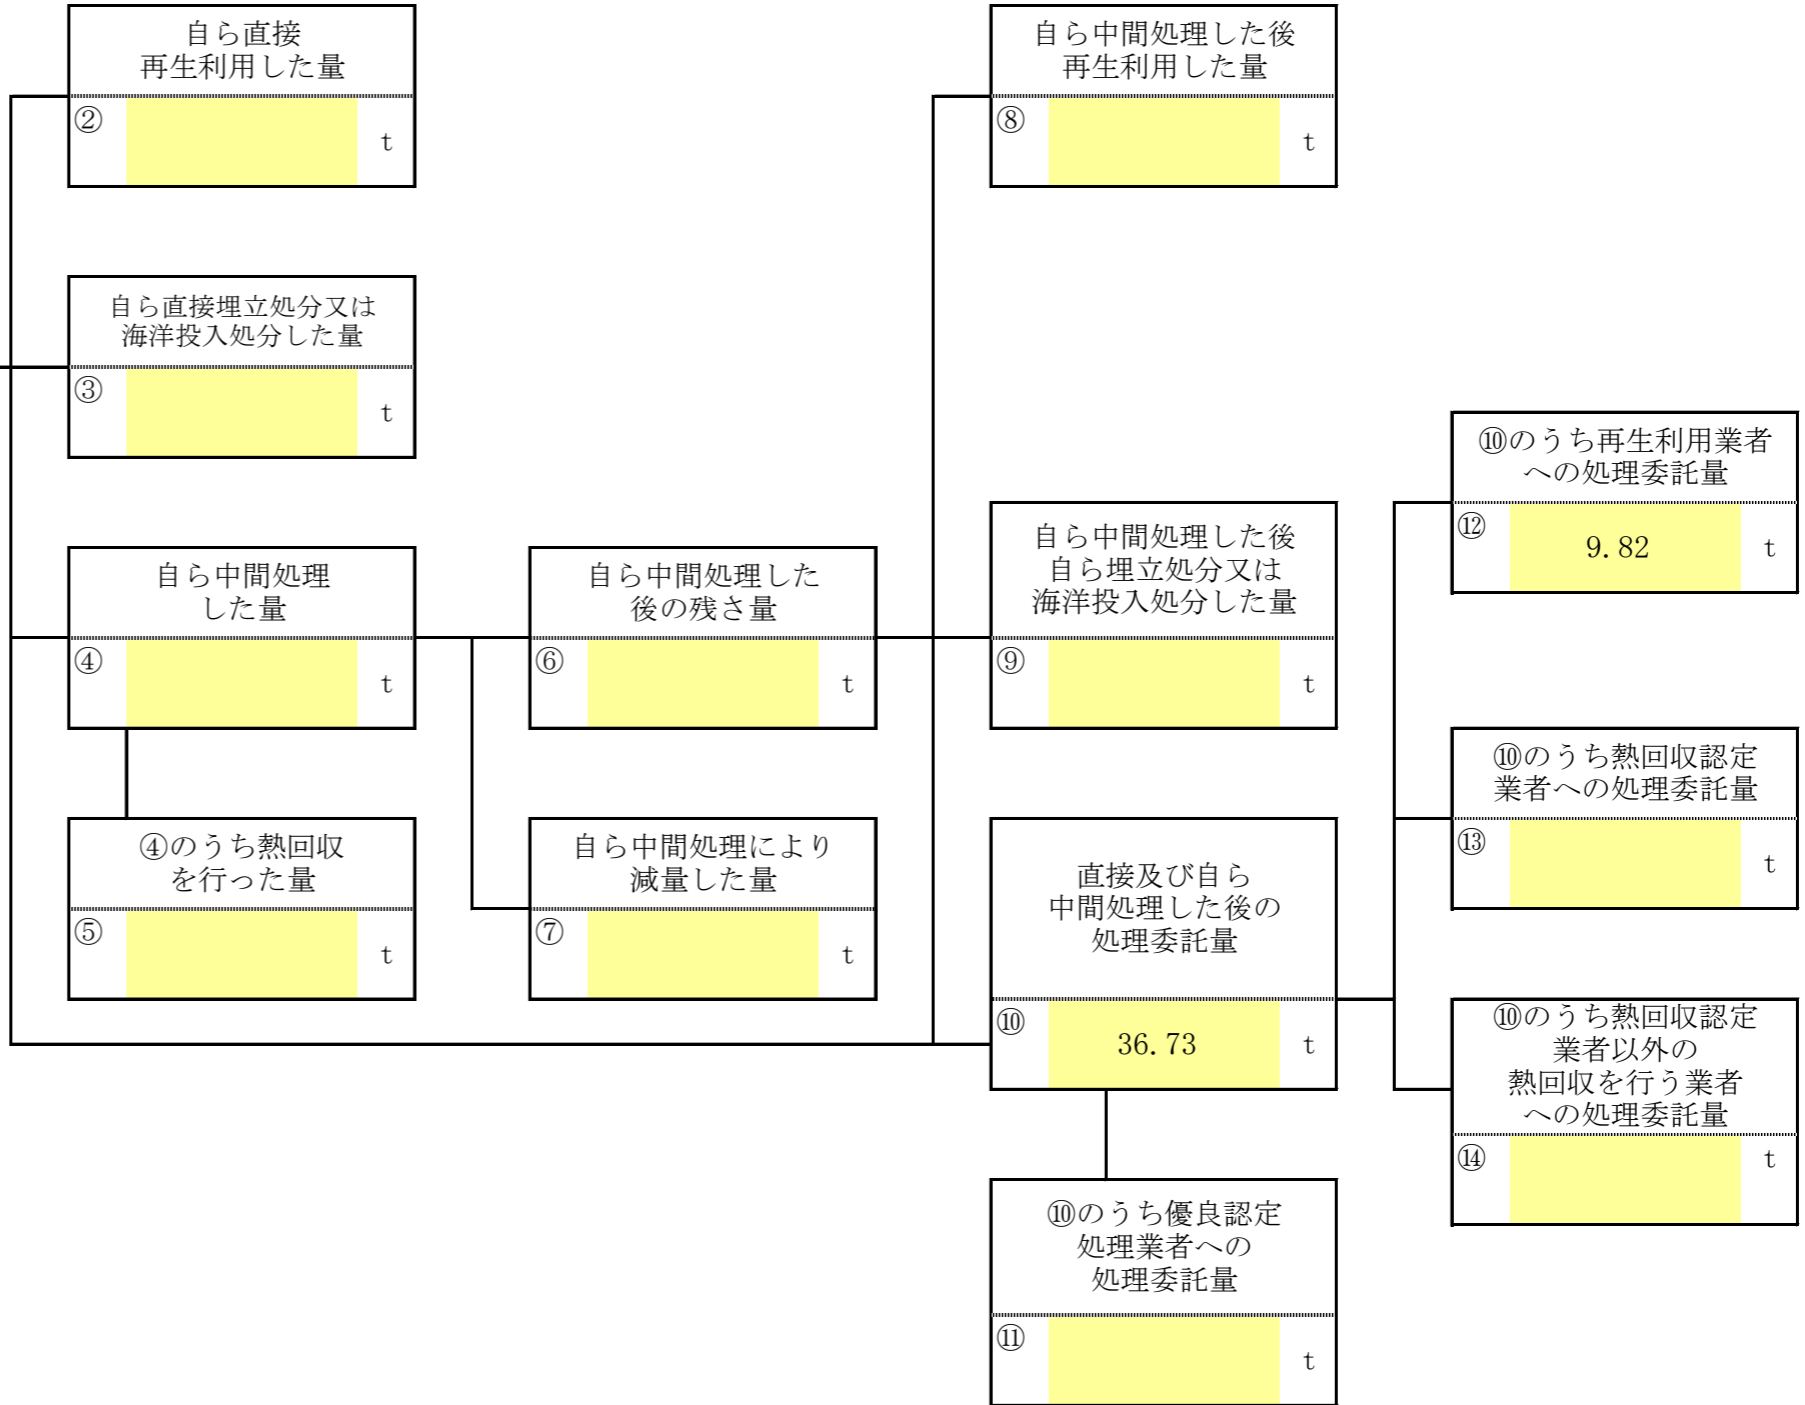 自ら直接
再生利用した量
②
t
自ら中間処理した後
再生利用した量
⑧
t
自ら直接埋立処分又は
海洋投入処分した量
③
t
⑩のうち再生利用業者
への処理委託量
⑫
9.82
t
自ら中間処理
した量
④
t
自ら中間処理した
後の残さ量
⑥
t
自ら中間処理した後
自ら埋立処分又は
海洋投入処分した量
⑨
t
⑩のうち熱回収認定
業者への処理委託量
⑬
t
④のうち熱回収
を行った量
⑤
t
自ら中間処理により
減量した量
⑦
t
直接及び自ら
中間処理した後の
処理委託量
⑩
36.73
t
⑩のうち熱回収認定
業者以外の
熱回収を行う業者
への処理委託量
⑭
t
⑩のうち優良認定
処理業者への
処理委託量
⑪
t